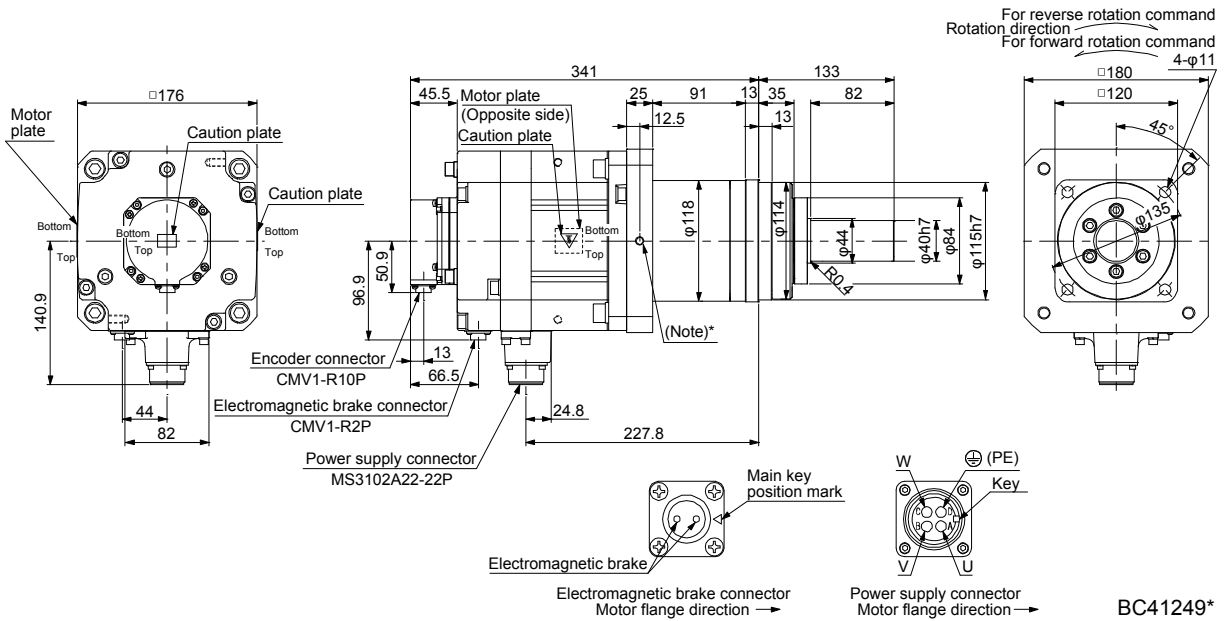 For reverse rotation command
Rotation direction
For forward rotation command
4-φ11
341
133
□180
□176
45.5
Motor plate
(Opposite side)
Caution plate
25
91
13
35
82
□120
12.5
13
45°
Motor
plate
Caution plate
Caution plate
Bottom
Top
Bottom
Top
Bottom
Top
Bottom
Top
140.9
96.9
50.9
φ118
φ114
φ44
φ40h7
φ84
φ115h7
R0.4
φ135
(Note)*
13
Encoder connector
CMV1-R10P
66.5
Electromagnetic brake connector
CMV1-R2P
44
82
24.8
227.8
Power supply connector
MS3102A22-22P
Main key
position mark
Electromagnetic brake
Electromagnetic brake connector
Motor flange direction
W
(PE)
Key
C
D
B
A
V
U
Power supply connector
Motor flange direction
BC41249*